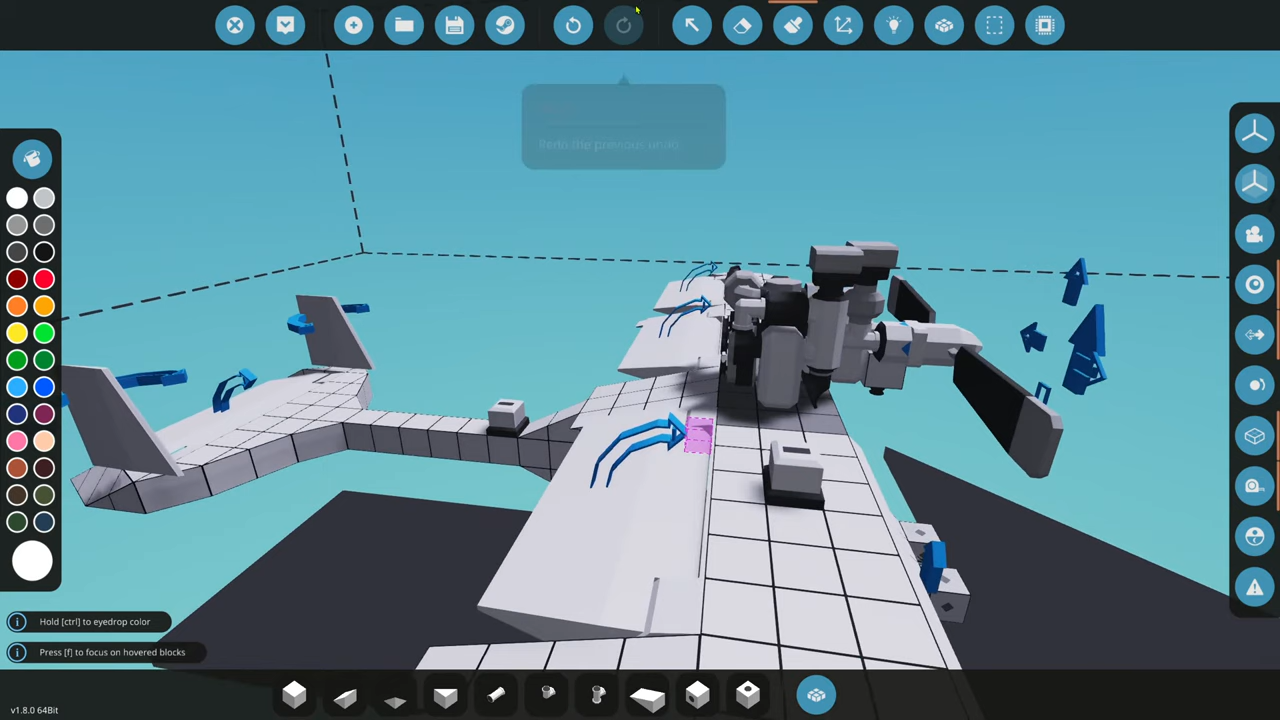 Redo the previous undo.
Hold [ctrl] to eyedrop color
Press [f] to focus on hovered blocks
v1.8.0 64Bit